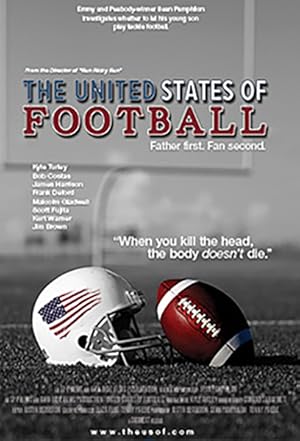 Emmy and Peabody-winner Sean Pamphilon
investigates whether to let his young son
play tackle football.
From the Director of "Run Ricky Run"
THE UNITED STATES OF
FOOTBALL
Father first. Fan second.
Kyle Turley
Bob Costas
James Harrison
Frank Deford
Malcolm Gladwell
Scott Fujita
Kurt Warner
Jim Brown
"When you kill the head,
the body doesn't die."
www.theusof.com